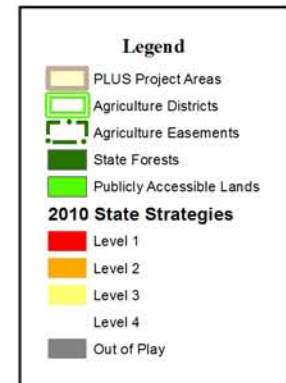 Legend
PLUS Project Areas
Agriculture Districts
Agriculture Easements
State Forests
Publicly Accessible Lands
2010 State Strategies
Level 1
Level 2
Level 3
Level 4
Out of Play